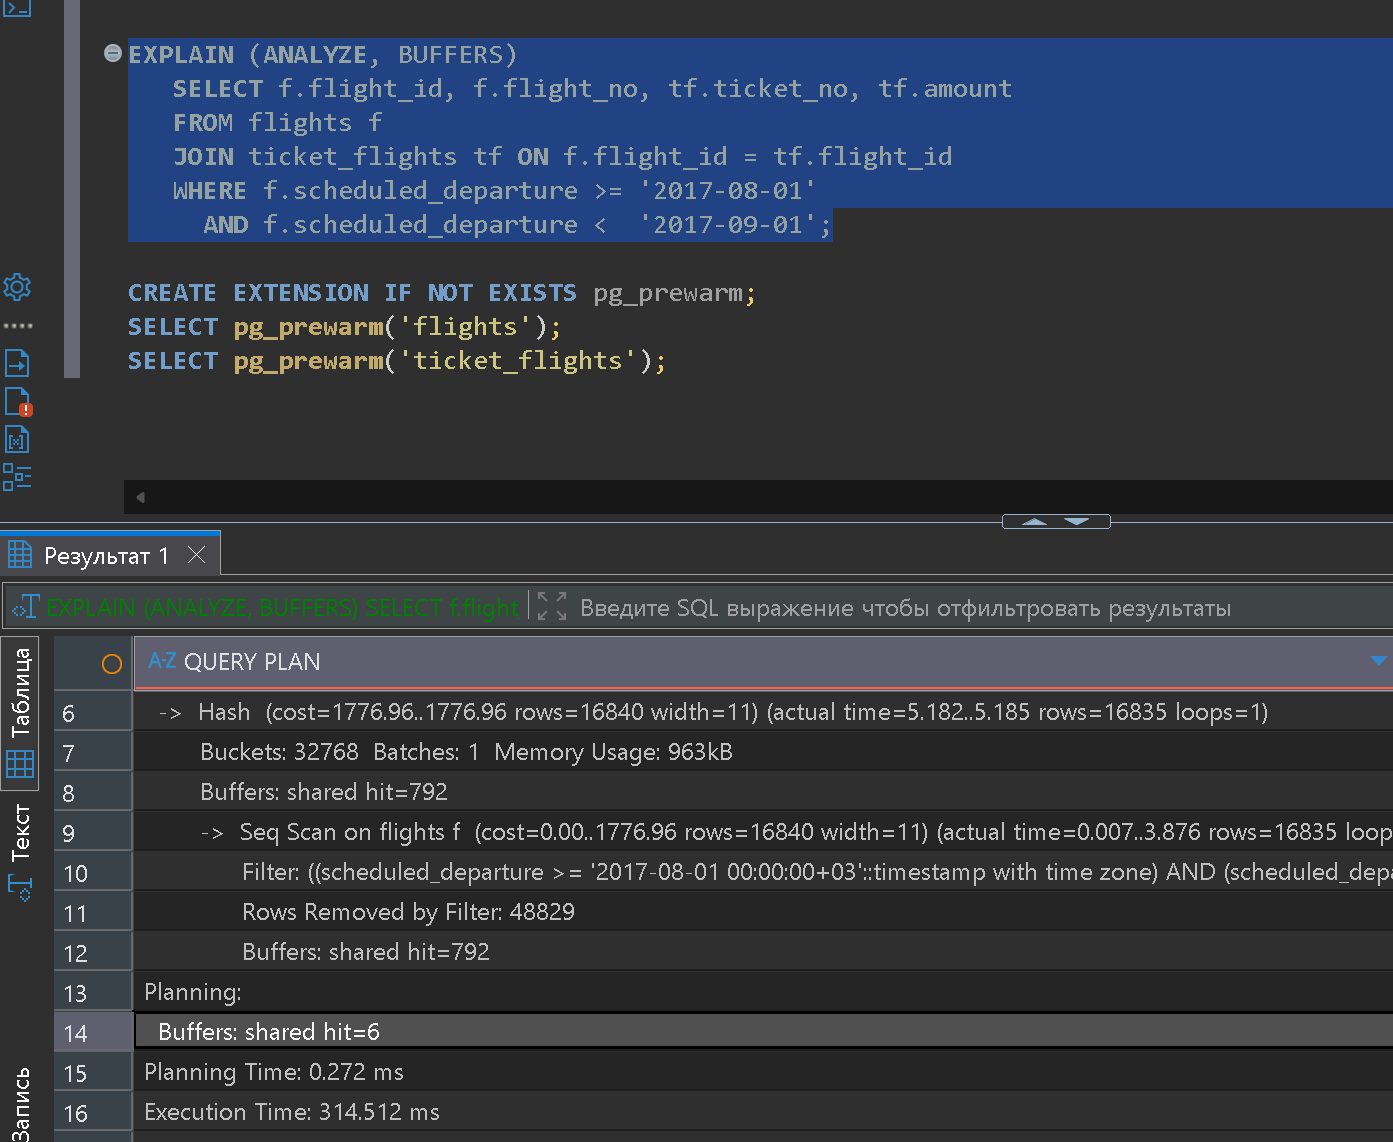 EXPLAIN (ANALYZE, BUFFERS)
SELECT f.flight_id, f.flight_no, tf.ticket_no, tf.amount
FROM flights f
JOIN ticket_flights tf ON f.flight_id = tf.flight_id
WHERE f.scheduled_departure >= '2017-08-01'
AND f.scheduled_departure <  '2017-09-01';
CREATE EXTENSION IF NOT EXISTS pg_prewarm;
SELECT pg_prewarm('flights');
SELECT pg_prewarm('ticket_flights');
Результат 1
EXPLAIN (ANALYZE, BUFFERS) SELECT f.flight
Введите SQL выражение чтобы отфильтровать результаты
Таблица
Текст
Запись
A-Z QUERY PLAN
6 -> Hash (cost=1776.96..1776.96 rows=16840 width=11) (actual time=5.182..5.185 rows=16835 loops=1)
7 Buckets: 32768 Batches: 1 Memory Usage: 963kB
8 Buffers: shared hit=792
9 -> Seq Scan on flights f (cost=0.00..1776.96 rows=16840 width=11) (actual time=0.007..3.876 rows=16835 loop
10 Filter: ((scheduled_departure >= '2017-08-01 00:00:00+03'::timestamp with time zone) AND (scheduled_depa
11 Rows Removed by Filter: 48829
12 Buffers: shared hit=792
13 Planning:
14 Buffers: shared hit=6
15 Planning Time: 0.272 ms
16 Execution Time: 314.512 ms